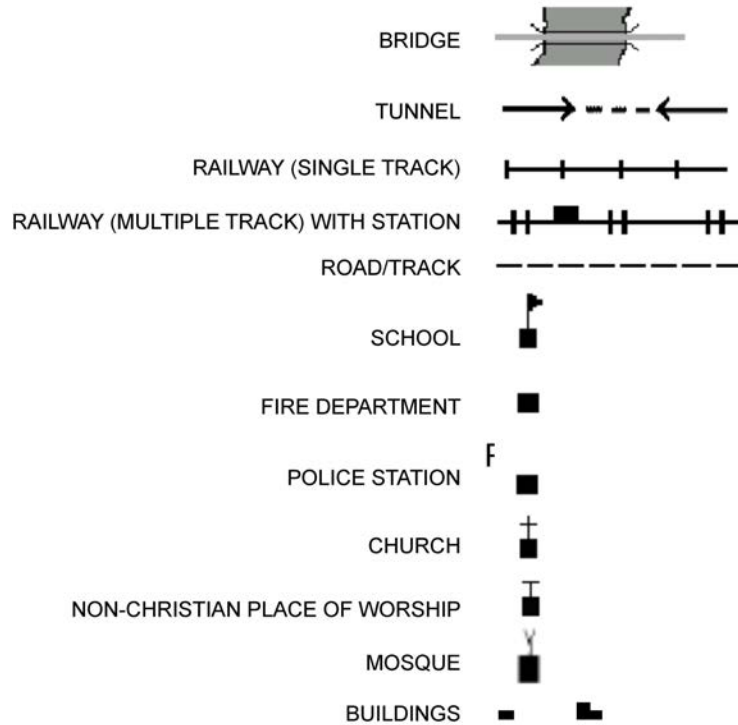 BRIDGE
TUNNEL
RAILWAY (SINGLE TRACK)
RAILWAY (MULTIPLE TRACK) WITH STATION
ROAD/TRACK
SCHOOL
FIRE DEPARTMENT
P
POLICE STATION
CHURCH
NON-CHRISTIAN PLACE OF WORSHIP
MOSQUE
BUILDINGS